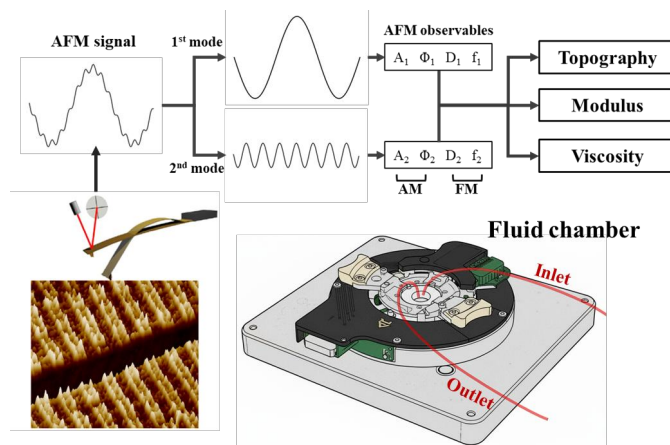 AFM signal
1st mode
2nd mode
AFM observables
A1 Φ1 D1 f1
A2 Φ2 D2 f2
AM FM
Topography
Modulus
Viscosity
Fluid chamber
Inlet
Outlet